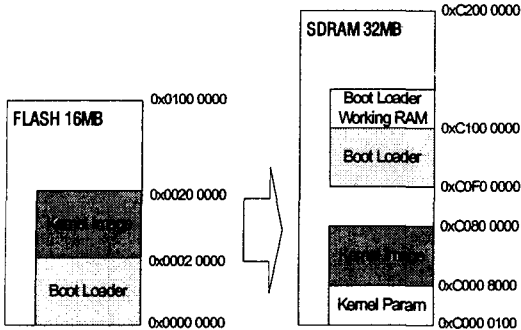 FLASH 16MB
0x0100 0000
0x0020 0000
Kernel Image
0x0002 0000
Boot Loader
0x0000 0000
SDRAM 32MB
0xC200 0000
Boot Loader
Working RAM
0xC100 0000
Boot Loader
0xC0F0 0000
0xC080 0000
Kernel Image
0xC000 8000
Kernel Param
0xC000 0100